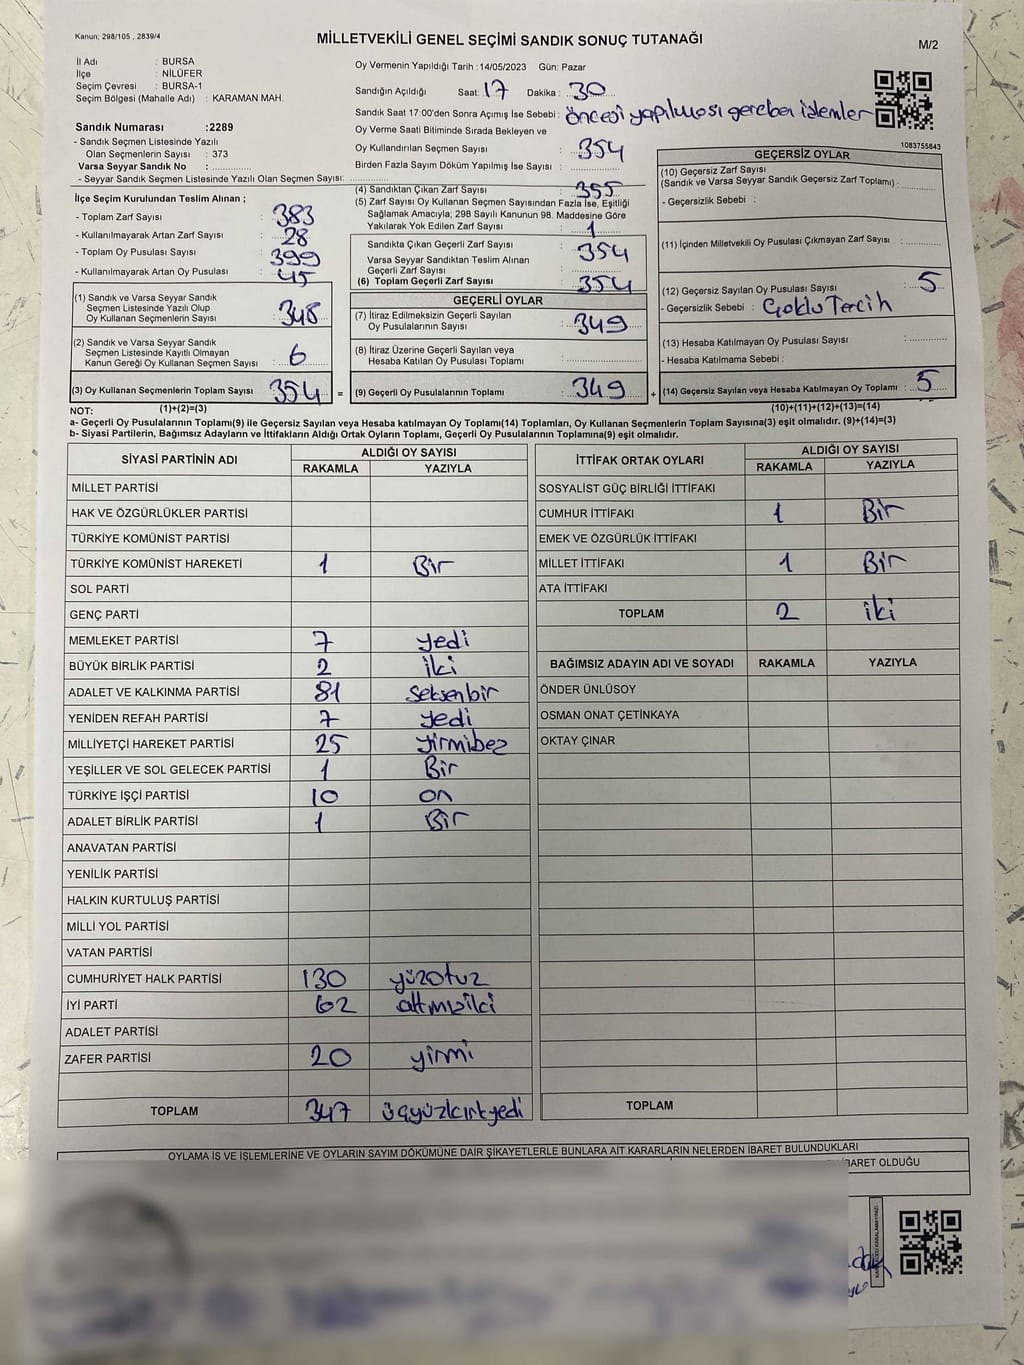 Kanun; 298/105 , 2839/4
MİLLETVEKİLİ GENEL SEÇİMİ SANDIK SONUÇ TUTANAĞI
M/2
İl Adı : BURSA
İlçe : NİLÜFER
Seçim Çevresi : BURSA-1
Seçim Bölgesi (Mahalle Adı) : KARAMAN MAH.
Sandık Numarası :2289
- Sandık Seçmen Listesinde Yazılı
Olan Seçmenlerin Sayısı : 373
Varsa Seyyar Sandık No :
- Seyyar Sandık Seçmen Listesinde Yazılı Olan Seçmen Sayısı:
Oy Vermenin Yapıldığı Tarih :14/05/2023 Gün: Pazar
Sandığın Açıldığı Saat: 17 Dakika : 30
Sandık Saat 17:00'den Sonra Açımış İse Sebebi : öncesi yapılması gereken işlemler
Oy Verme Saati Bitiminde Sırada Bekleyen ve
Oy Kullandırılan Seçmen Sayısı : 354
Birden Fazla Sayım Döküm Yapılmış İse Sayısı :
1083755843
İlçe Seçim Kurulundan Teslim Alınan ;
- Toplam Zarf Sayısı : 383
- Kullanılmayarak Artan Zarf Sayısı : 28
- Toplam Oy Pusulası Sayısı : 399
- Kullanılmayarak Artan Oy Pusulası : 45
(1) Sandık ve Varsa Seyyar Sandık
Seçmen Listesinde Yazılı Olup
Oy Kullanan Seçmenlerin Sayısı : 348
(2) Sandık ve Varsa Seyyar Sandık
Seçmen Listesinde Kayıtlı Olmayan
Kanun Gereği Oy Kullanan Seçmen Sayısı : 6
(3) Oy Kullanan Seçmenlerin Toplam Sayısı : 354 =
(4) Sandıktan Çıkan Zarf Sayısı : 355
(5) Zarf Sayısı Oy Kullanan Seçmen Sayısından Fazla İse, Eşitliği
Sağlamak Amacıyla; 298 Sayılı Kanunun 98. Maddesine Göre
Yakılarak Yok Edilen Zarf Sayısı : 1
Sandıkta Çıkan Geçerli Zarf Sayısı : 354
Varsa Seyyar Sandıktan Teslim Alınan
Geçerli Zarf Sayısı :
(6) Toplam Geçerli Zarf Sayısı : 354
GEÇERLİ OYLAR
(7) İtiraz Edilmeksizin Geçerli Sayılan
Oy Pusulalarının Sayısı : 349
(8) İtiraz Üzerine Geçerli Sayılan veya
Hesaba Katılan Oy Pusulası Toplamı :
(9) Geçerli Oy Pusulalarının Toplamı : 349 +
GEÇERSİZ OYLAR
(10) Geçersiz Zarf Sayısı
(Sandık ve Varsa Seyyar Sandık Geçersiz Zarf Toplamı) :
- Geçersizlik Sebebi :
(11) İçinden Milletvekili Oy Pusulası Çıkmayan Zarf Sayısı :
(12) Geçersiz Sayılan Oy Pusulası Sayısı : 5
- Geçersizlik Sebebi : Çoklu Tercih
(13) Hesaba Katılmayan Oy Pusulası Sayısı :
- Hesaba Katılmama Sebebi :
(14) Geçersiz Sayılan veya Hesaba Katılmayan Oy Toplamı : 5
NOT: (1)+(2)=(3) (10)+(11)+(12)+(13)=(14)
a- Geçerli Oy Pusulalarının Toplamı(9) ile Geçersiz Sayılan veya Hesaba katılmayan Oy Toplamı(14) Toplamları, Oy Kullanan Seçmenlerin Toplam Sayısına(3) eşit olmalıdır. (9)+(14)=(3)
b- Siyasi Partilerin, Bağımsız Adayların ve İttifakların Aldığı Ortak Oyların Toplamı, Geçerli Oy Pusulalarının Toplamına(9) eşit olmalıdır.
SİYASİ PARTİNİN ADI ALDIĞI OY SAYISI
RAKAMLA YAZIYLA
MİLLET PARTİSİ
HAK VE ÖZGÜRLÜKLER PARTİSİ
TÜRKİYE KOMÜNİST PARTİSİ
TÜRKİYE KOMÜNİST HAREKETİ 1 Bir
SOL PARTİ
GENÇ PARTİ
MEMLEKET PARTİSİ 7 yedi
BÜYÜK BİRLİK PARTİSİ 2 iki
ADALET VE KALKINMA PARTİSİ 81 seksenbir
YENİDEN REFAH PARTİSİ 7 yedi
MİLLİYETÇİ HAREKET PARTİSİ 25 yirmibeş
YEŞİLLER VE SOL GELECEK PARTİSİ 1 Bir
TÜRKİYE İŞÇİ PARTİSİ 10 on
ADALET BİRLİK PARTİSİ 1 Bir
ANAVATAN PARTİSİ
YENİLİK PARTİSİ
HALKIN KURTULUŞ PARTİSİ
MİLLİ YOL PARTİSİ
VATAN PARTİSİ
CUMHURİYET HALK PARTİSİ 130 yüzotuz
İYİ PARTİ 62 altmışiki
ADALET PARTİSİ
ZAFER PARTİSİ 20 yirmi
TOPLAM 347 üçyüzkırkyedi
İTTİFAK ORTAK OYLARI ALDIĞI OY SAYISI
RAKAMLA YAZIYLA
SOSYALİST GÜÇ BİRLİĞİ İTTİFAKI
CUMHUR İTTİFAKI 1 Bir
EMEK VE ÖZGÜRLÜK İTTİFAKI
MİLLET İTTİFAKI 1 Bir
ATA İTTİFAKI
TOPLAM 2 iki
BAĞIMSIZ ADAYIN ADI VE SOYADI RAKAMLA YAZIYLA
ÖNDER ÜNLÜSOY
OSMAN ONAT ÇETİNKAYA
OKTAY ÇINAR
TOPLAM
OYLAMA İŞ VE İŞLEMLERİNE VE OYLARIN SAYIM DÖKÜMÜNE DAİR ŞİKAYETLERLE BUNLARA AİT KARARLARIN NELERDEN İBARET BULUNDUKLARI
İBARET OLDUĞU